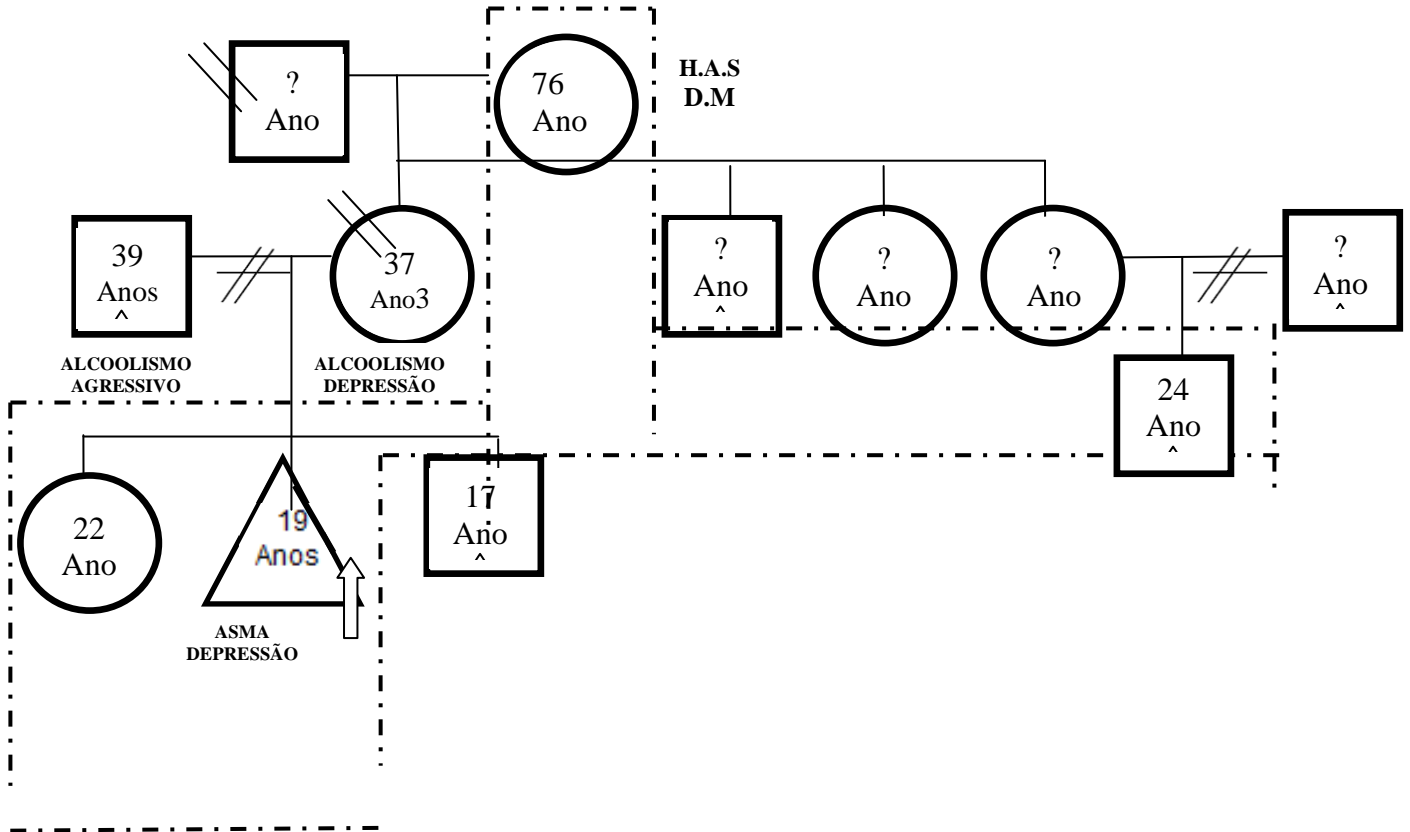 ?
Ano
76
Ano
H.A.S
D.M
39
Anos
^
37
Ano3
?
Ano
^
?
Ano
?
Ano
?
Ano
^
ALCOOLISMO
AGRESSIVO
ALCOOLISMO
DEPRESSÃO
24
Ano
^
22
Ano
19
Anos
17
Ano
^
ASMA
DEPRESSÃO